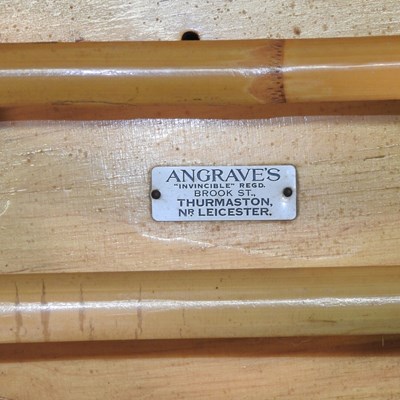 ANGRAVE'S
"INVINCIBLE" REGD.
BROOK ST.,
THURMASTON,
NR LEICESTER.